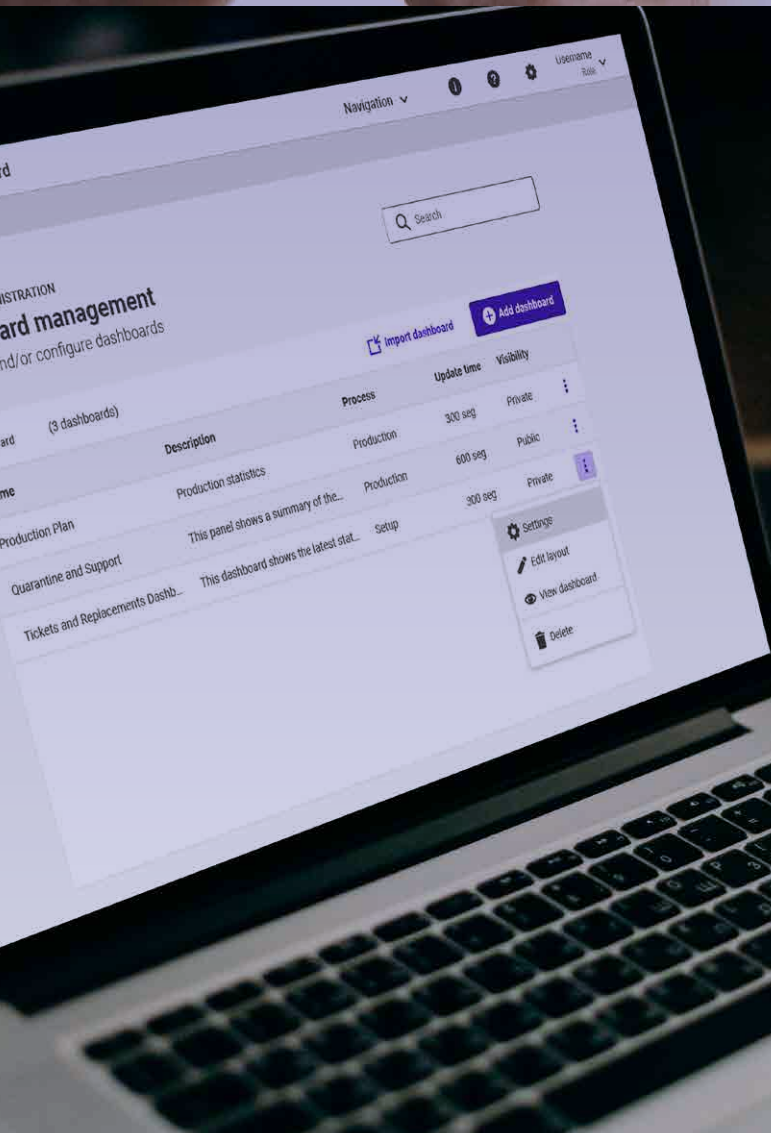 Navigation
Username
Role
rd
Search
NISTRATION
ard management
nd/or configure dashboards
Import dashboard
Add dashboard
ard (3 dashboards)
me Description Process Update time Visibility
Production Plan Production statistics Production 300 seg Private
Quarantine and Support This panel shows a summary of the... Production 600 seg Public
Tickets and Replacements Dashb... This dashboard shows the latest stat... Setup 300 seg Private
Settings
Edit layout
View dashboard
Delete